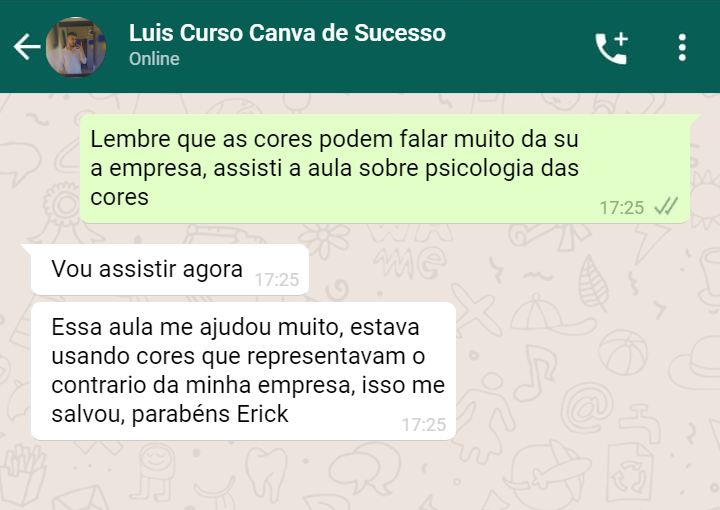 Luis Curso Canva de Sucesso
Online
Lembre que as cores podem falar muito da su
a empresa, assisti a aula sobre psicologia das
cores
17:25
Vou assistir agora
17:25
Essa aula me ajudou muito, estava
usando cores que representavam o
contrario da minha empresa, isso me
salvou, parabéns Erick
17:25